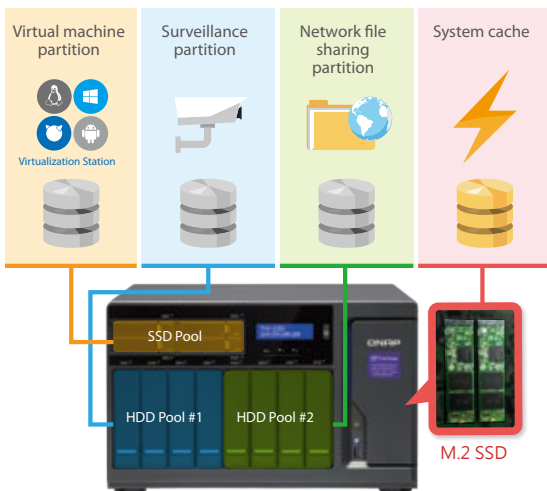 Virtual machine
partition
Surveillance
partition
Network file
sharing
partition
System cache
Virtualization Station
SSD Pool
QNAP
HDD Pool #1
HDD Pool #2
M.2 SSD